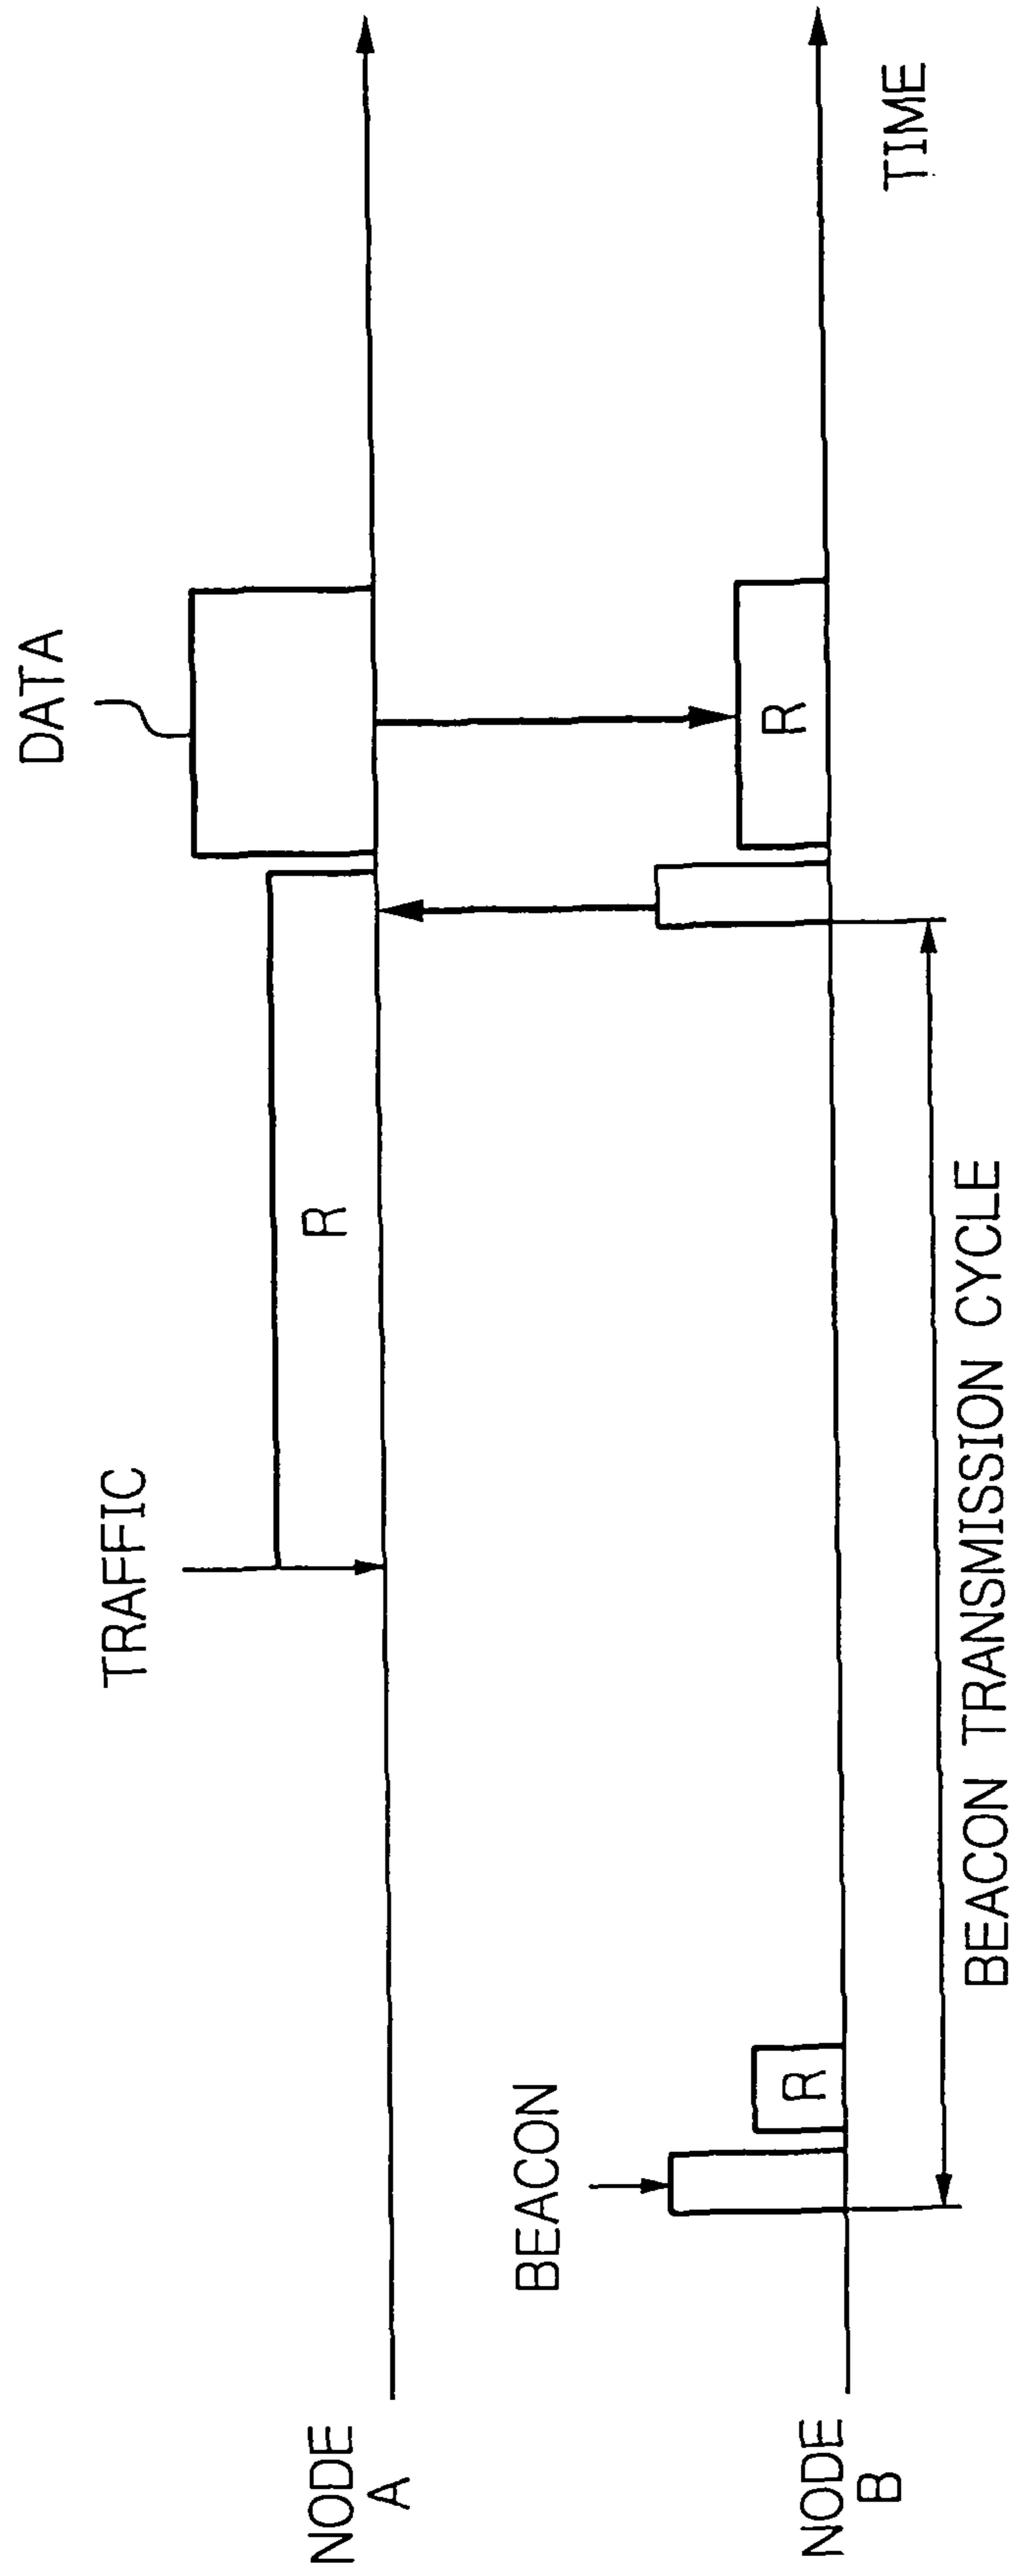 DATA
TRAFFIC
R
NODE
A
R
BEACON
R
NODE
B
TIME
BEACON TRANSMISSION CYCLE